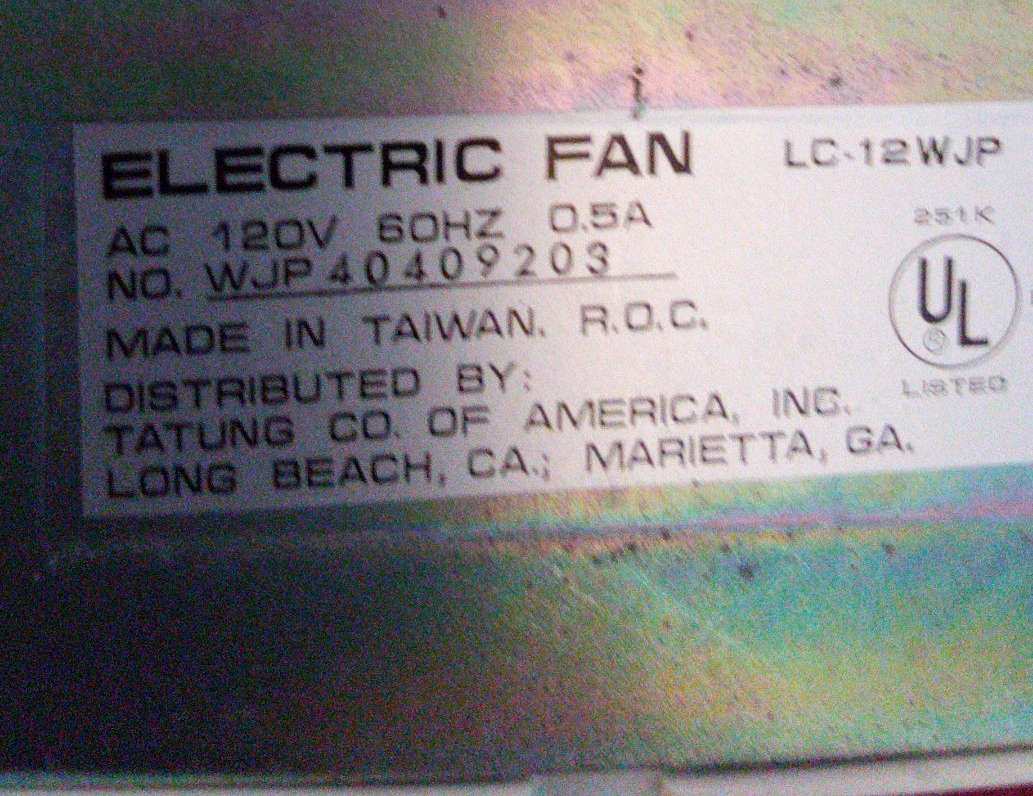 ELECTRIC FAN LC-12WJP
AC 120V 60HZ 0.5A
251K
NO. WJP40409203
UL
®
MADE IN TAIWAN. R.O.C.
LISTED
DISTRIBUTED BY:
TATUNG CO. OF AMERICA, INC.
LONG BEACH, CA.; MARIETTA, GA.